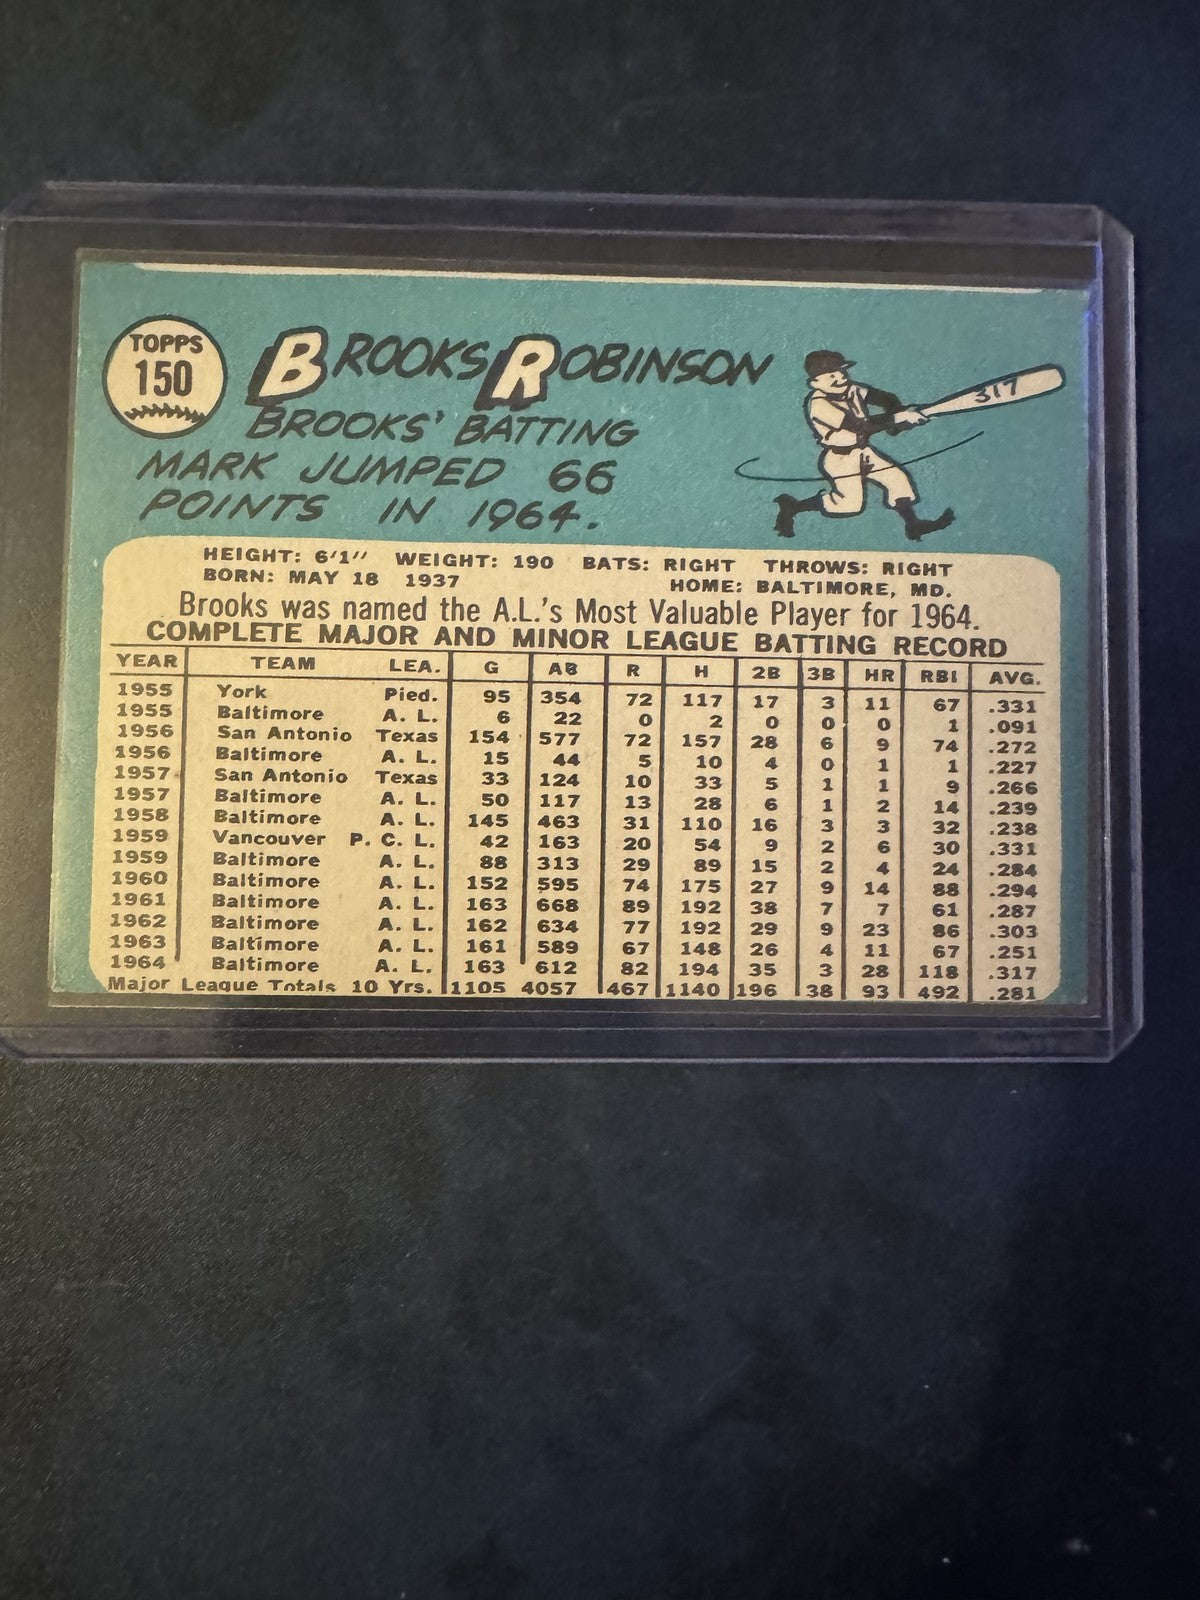 TOPPS
150
BROOKS ROBINSON
BROOKS' BATTING
MARK JUMPED 66
POINTS IN 1964.
317
HEIGHT: 6'1" WEIGHT: 190 BATS: RIGHT THROWS: RIGHT
BORN: MAY 18 1937 HOME: BALTIMORE, MD.
Brooks was named the A.L.'s Most Valuable Player for 1964.
COMPLETE MAJOR AND MINOR LEAGUE BATTING RECORD
YEAR TEAM LEA. G AB R H 2B 3B HR RBI AVG.
1955 York Pied. 95 354 72 117 17 3 11 67 .331
1955 Baltimore A. L. 6 22 0 2 0 0 0 1 .091
1956 San Antonio Texas 154 577 72 157 28 6 9 74 .272
1956 Baltimore A. L. 15 44 5 10 4 0 1 1 .227
1957 San Antonio Texas 33 124 10 33 5 1 1 9 .266
1957 Baltimore A. L. 50 117 13 28 6 1 2 14 .239
1958 Baltimore A. L. 145 463 31 110 16 3 3 32 .238
1959 Vancouver P. C. L. 42 163 20 54 9 2 6 30 .331
1959 Baltimore A. L. 88 313 29 89 15 2 4 24 .284
1960 Baltimore A. L. 152 595 74 175 27 9 14 88 .294
1961 Baltimore A. L. 163 668 89 192 38 7 7 61 .287
1962 Baltimore A. L. 162 634 77 192 29 9 23 86 .303
1963 Baltimore A. L. 161 589 67 148 26 4 11 67 .251
1964 Baltimore A. L. 163 612 82 194 35 3 28 118 .317
Major League Totals 10 Yrs. 1105 4057 467 1140 196 38 93 492 .281